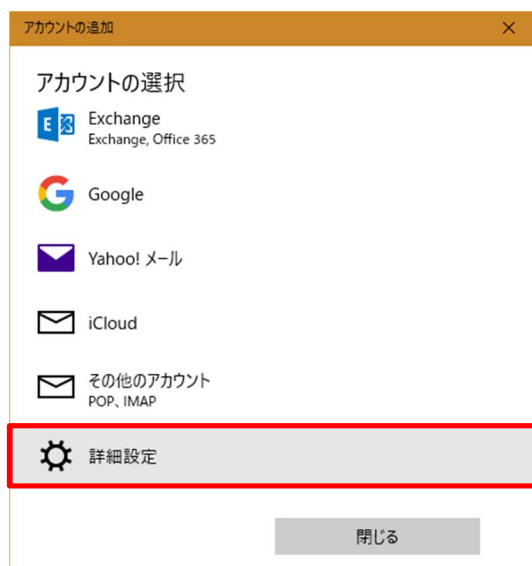 アカウントの追加
アカウントの選択
Exchange
Exchange, Office 365
Google
Yahoo! メール
iCloud
その他のアカウント
POP、IMAP
詳細設定
閉じる